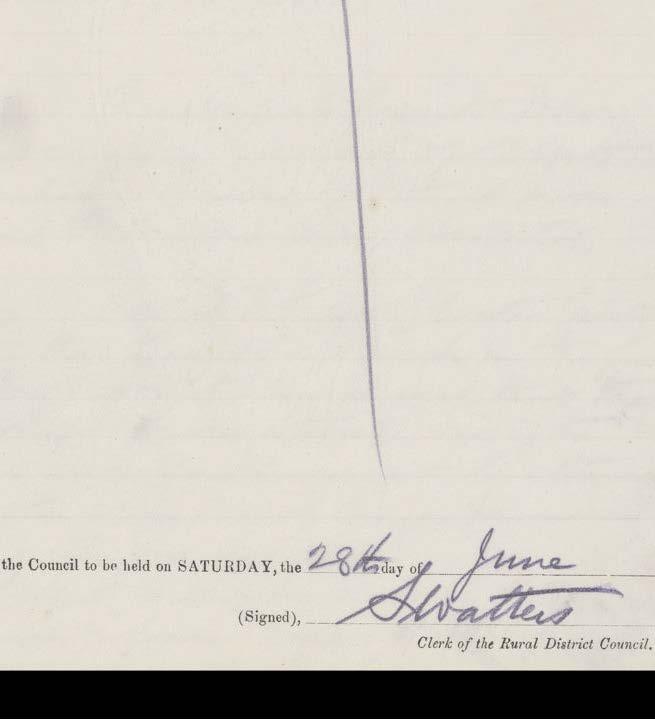 the Council to be held on SATURDAY, the 28th day of June
(Signed),
Clerk of the Rural District Council.